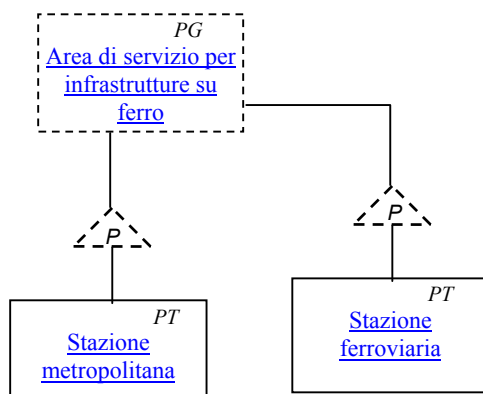 PG
Area di servizio per
infrastrutture su
ferro
P
P
PT
Stazione
metropolitana
PT
Stazione
ferroviaria